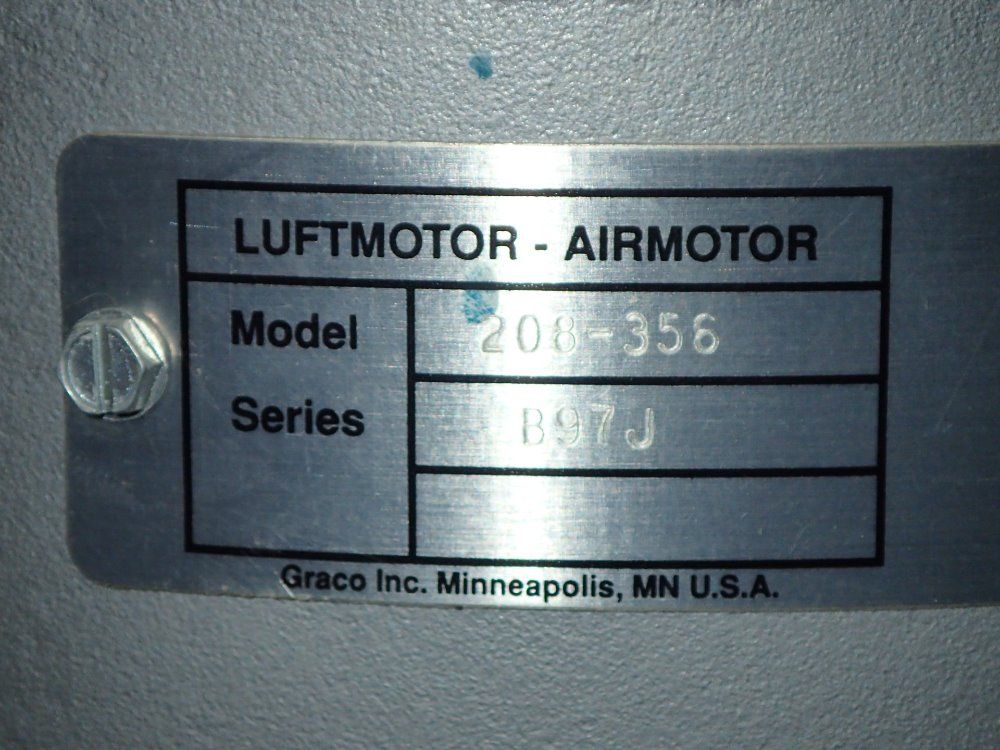 LUFTMOTOR - AIRMOTOR
Model 208-356
Series B97J
Graco Inc. Minneapolis, MN U.S.A.